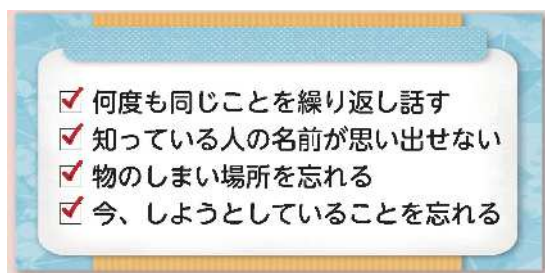 何度も同じことを繰り返し話す
知っている人の名前が思い出せない
物のしまい場所を忘れる
今、しようとしていることを忘れる